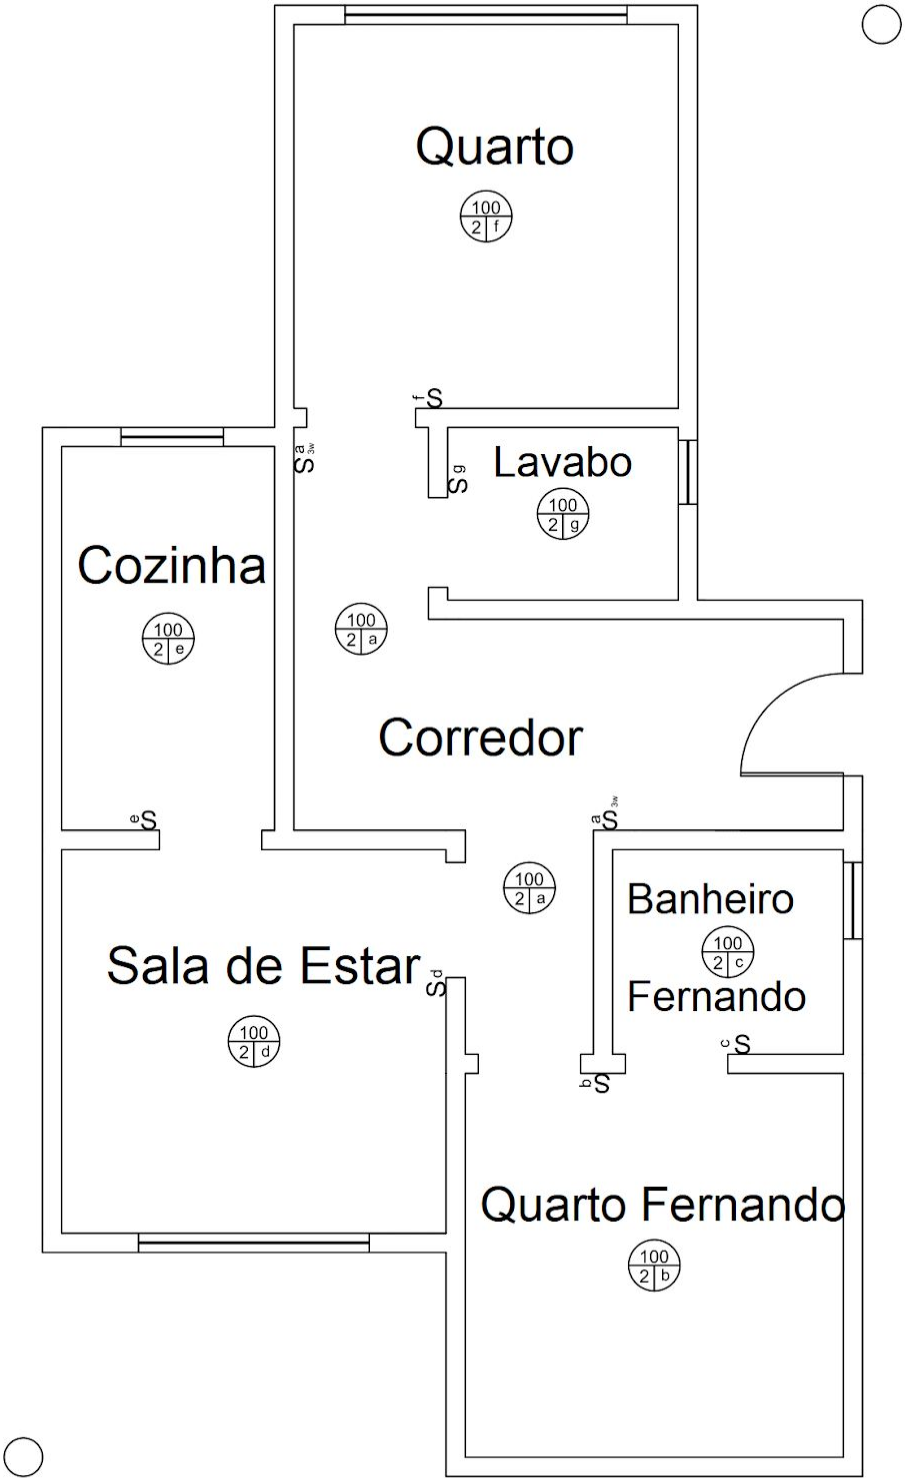 Quarto
100
2 f
f S
S a 3w
S g
Lavabo
100
2 g
Cozinha
100
2 e
100
2 a
Corredor
e S
a S 3w
100
2 a
Banheiro
100
2 c
Fernando
Sala de Estar
S d
100
2 d
c S
b S
Quarto Fernando
100
2 b